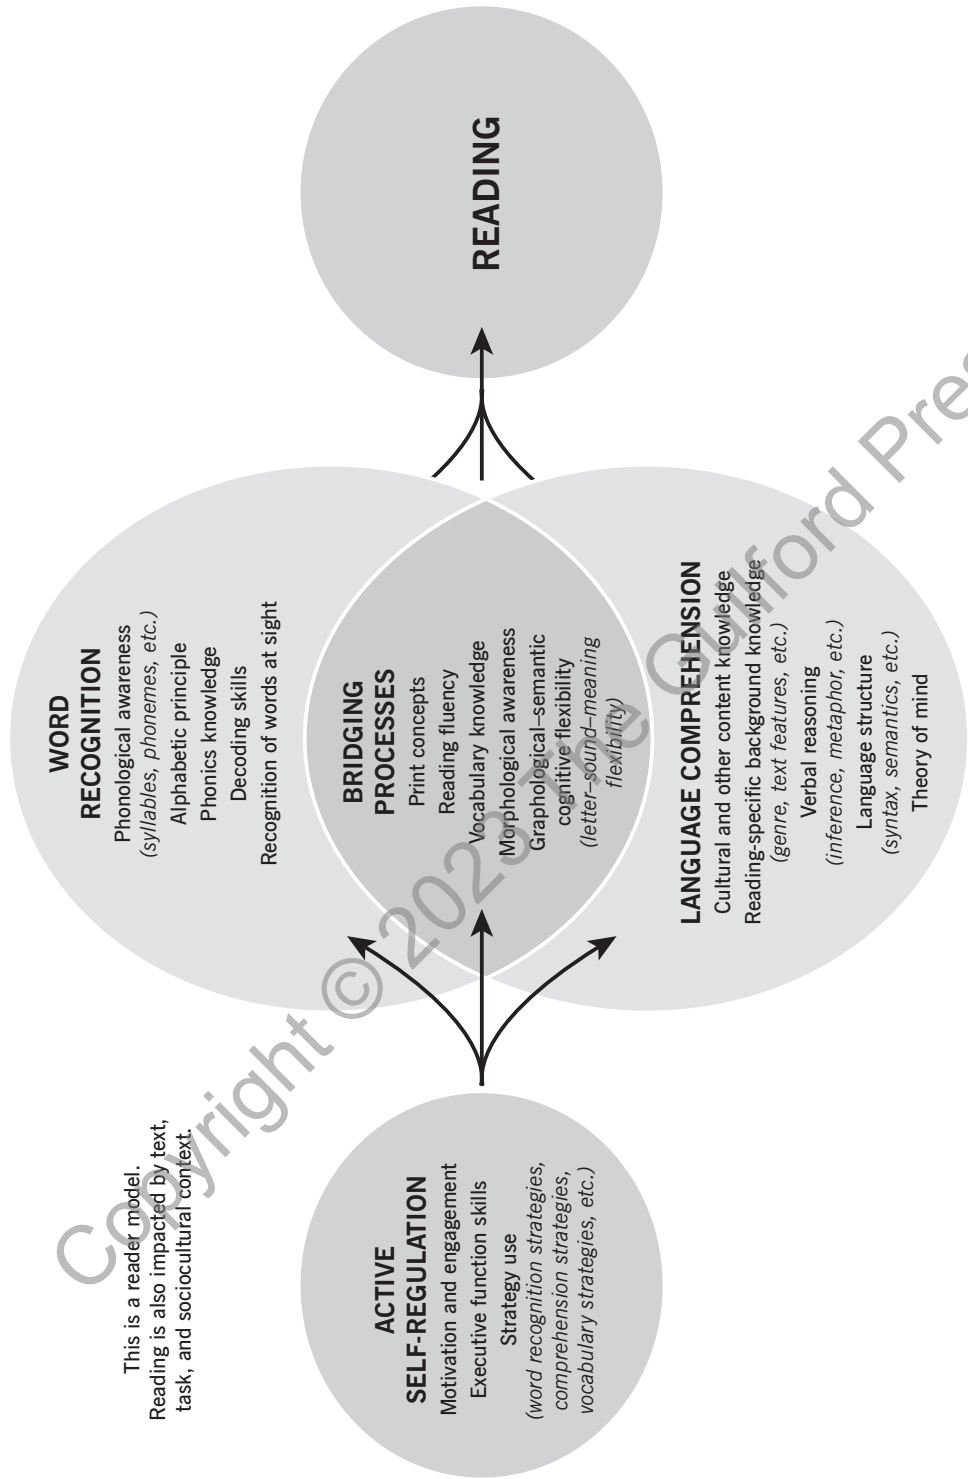 This is a reader model.
Reading is also impacted by text,
task, and sociocultural context.
ACTIVE
SELF-REGULATION
Motivation and engagement
Executive function skills
Strategy use
(word recognition strategies,
comprehension strategies,
vocabulary strategies, etc.)
WORD
RECOGNITION
Phonological awareness
(syllables, phonemes, etc.)
Alphabetic principle
Phonics knowledge
Decoding skills
Recognition of words at sight
BRIDGING
PROCESSES
Print concepts
Reading fluency
Vocabulary knowledge
Morphological awareness
Graphological–semantic
cognitive flexibility
(letter–sound–meaning
flexibility)
LANGUAGE COMPREHENSION
Cultural and other content knowledge
Reading-specific background knowledge
(genre, text features, etc.)
Verbal reasoning
(inference, metaphor, etc.)
Language structure
(syntax, semantics, etc.)
Theory of mind
READING
Copyright © 2023 The Guilford Pres